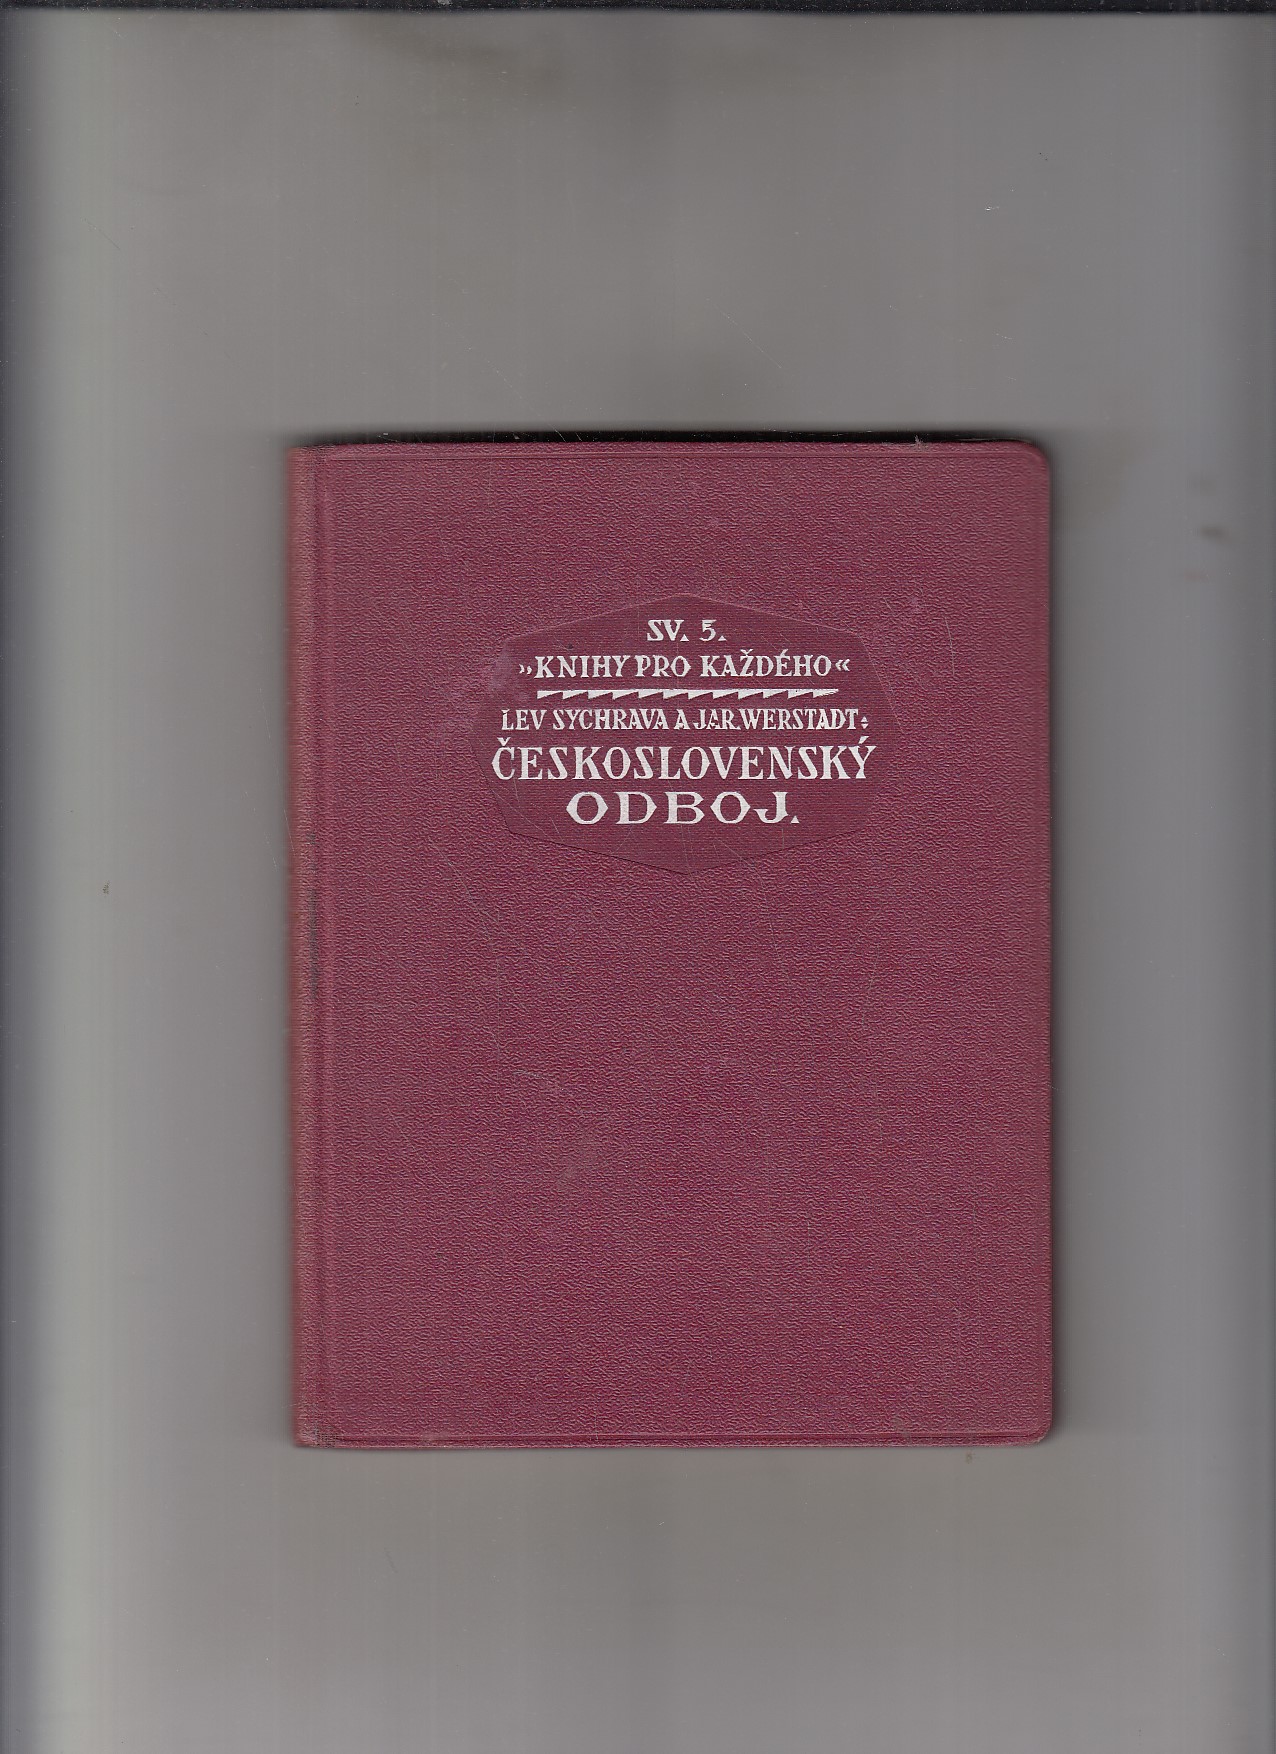 SV. 5.
»KNIHY PRO KAŽDÉHO«
LEV SYCHRAVA A JAR. WERSTADT:
ČESKOSLOVENSKÝ
ODBOJ.